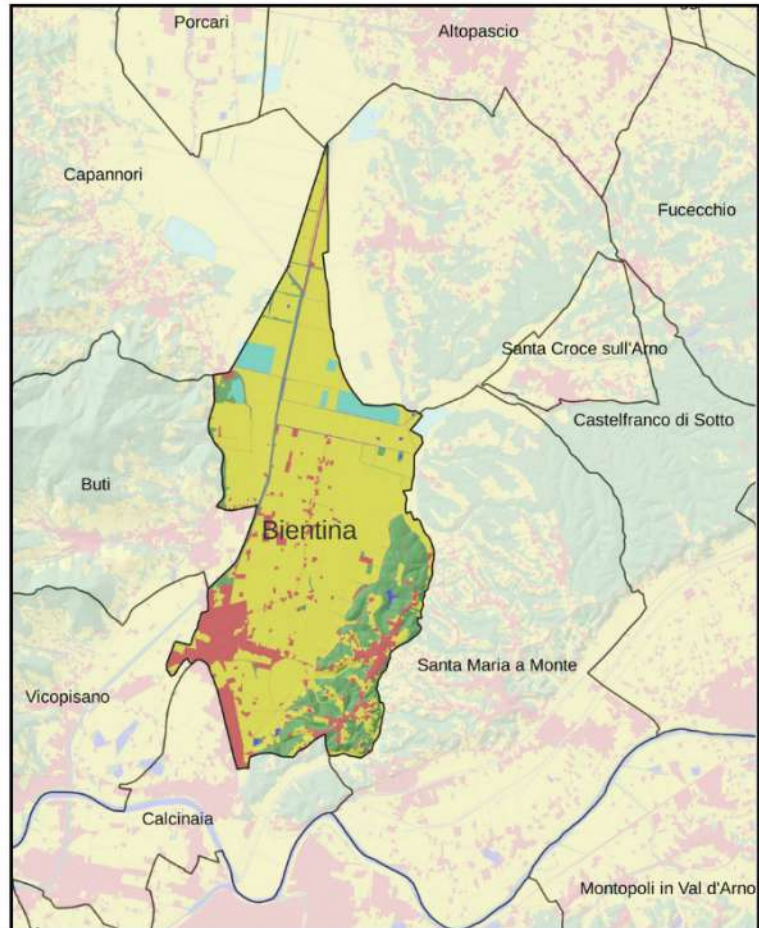 Porcari
Altopascio
Capannori
Fucecchio
Santa Croce sull'Arno
Castelfranco di Sotto
Buti
Bientina
Santa Maria a Monte
Vicopisano
Calcinaia
Montopoli in Val d'Arno